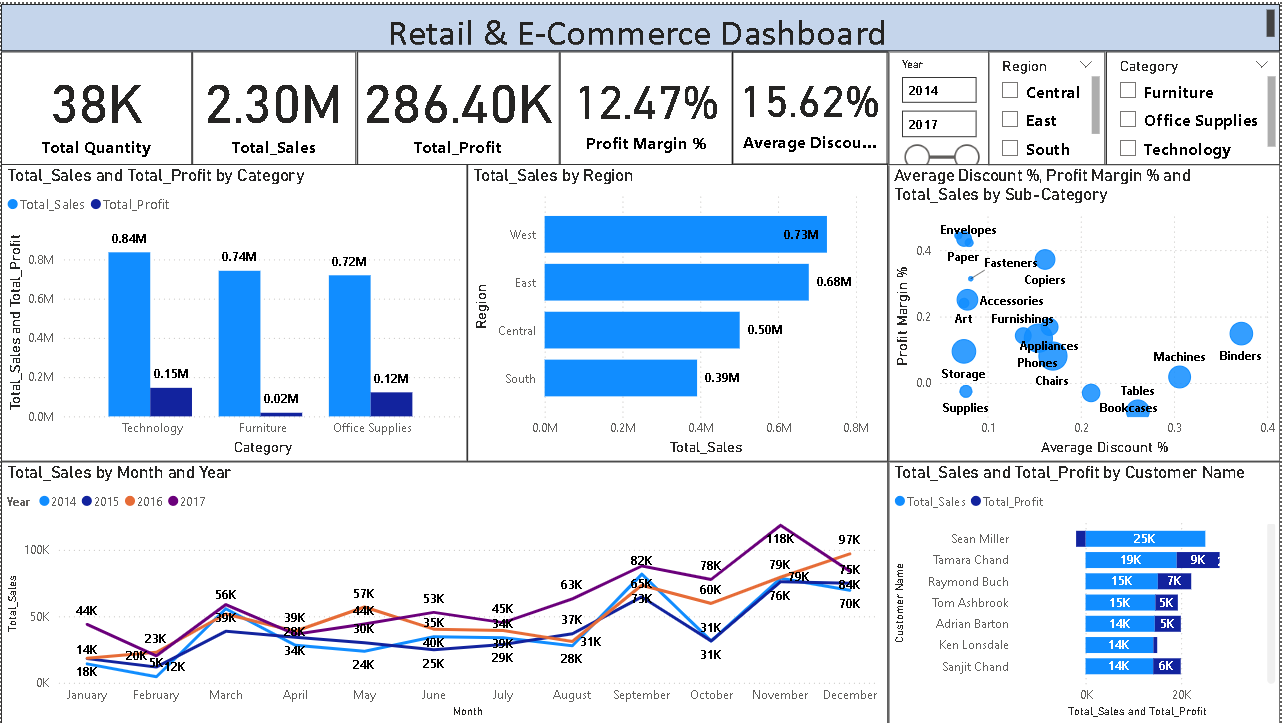 Retail & E-Commerce Dashboard
38K
Total Quantity
2.30M
Total_Sales
286.40K
Total_Profit
12.47%
Profit Margin %
15.62%
Average Discou...
Year
2014
2017
Region
Central
East
South
Category
Furniture
Office Supplies
Technology
Total_Sales and Total_Profit by Category
Total_Sales Total_Profit
Total_Sales and Total_Profit
0.8M
0.6M
0.4M
0.2M
0.0M
0.84M
0.15M
0.74M
0.02M
0.72M
0.12M
Technology Furniture Office Supplies
Category
Total_Sales by Region
Region
West 0.73M
East 0.68M
Central 0.50M
South 0.39M
0.0M 0.2M 0.4M 0.6M 0.8M
Total_Sales
Average Discount %, Profit Margin % and
Total_Sales by Sub-Category
Profit Margin %
0.4
0.2
0.0
Envelopes
Paper
Fasteners
Copiers
Accessories
Art
Furnishings
Appliances
Phones
Chairs
Storage
Supplies
Machines
Binders
Tables
Bookcases
0.1 0.2 0.3 0.4
Average Discount %
Total_Sales by Month and Year
Year 2014 2015 2016 2017
Total_Sales
100K
50K
0K
44K
14K
18K
23K
20K
5K
12K
56K
39K
39K
28K
34K
57K
44K
30K
24K
53K
35K
40K
25K
45K
34K
39K
29K
63K
37K
31K
28K
82K
65K
73K
78K
60K
31K
31K
118K
79K
79K
76K
97K
75K
84K
70K
January February March April May June July August September October November December
Month
Total_Sales and Total_Profit by Customer Name
Total_Sales Total_Profit
Customer Name
Sean Miller 25K
Tamara Chand 19K 9K
Raymond Buch 15K 7K
Tom Ashbrook 15K 5K
Adrian Barton 14K 5K
Ken Lonsdale 14K
Sanjit Chand 14K 6K
0K 20K
Total_Sales and Total_Profit